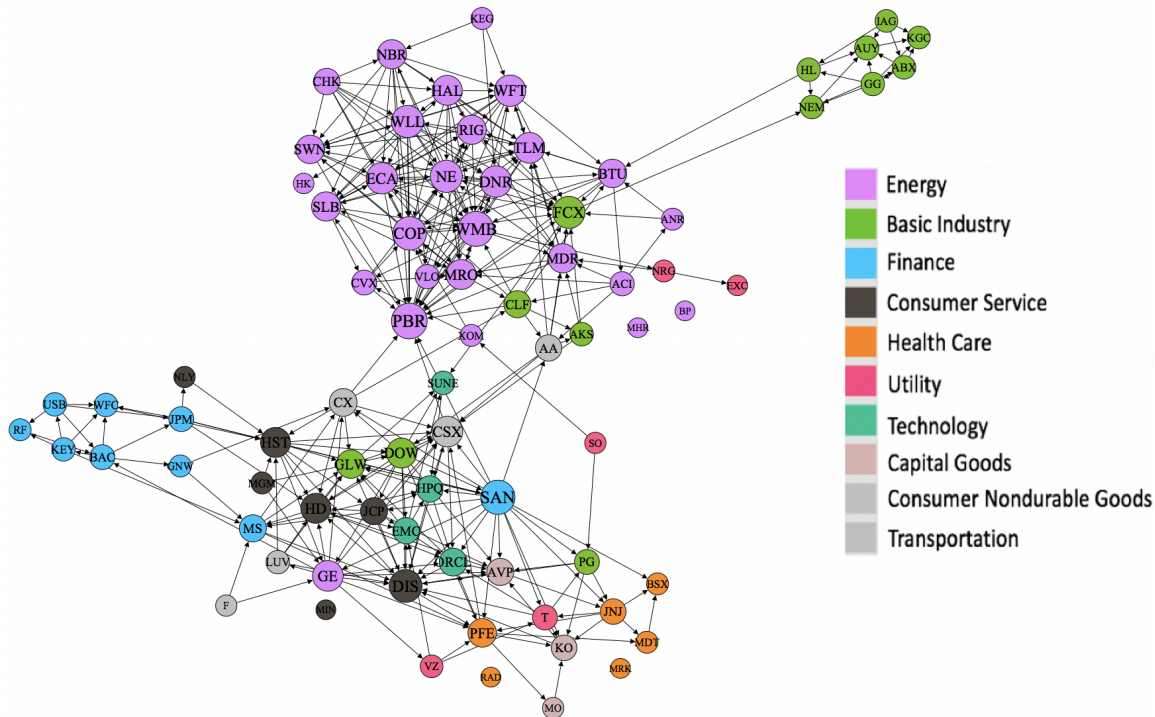 KEG
IAG
KGC
AUY
NBR
ABX
HL
CHK
GG
HAL
WFT
NEM
WLL
RIG
SWN
TLM
BTU
ECA
NE
DNR
HK
SLB
FCX
ANR
COP
WMB
MDR
NRG
CVX
VLO
MRO
ACI
EXC
CLF
BP
PBR
MHR
XOM
AKS
AA
NLY
SUNE
USB
WFC
CX
JPM
RF
CSX
HST
SO
KEY
BAC
DOW
GNW
GLW
MGM
HPQ
SAN
HD
JCP
MS
EMC
LUV
ORCL
PG
GE
AVP
DIS
BSX
F
MIN
JNJ
T
PFE
MDT
KO
VZ
MRK
RAD
MO
Energy
Basic Industry
Finance
Consumer Service
Health Care
Utility
Technology
Capital Goods
Consumer Nondurable Goods
Transportation